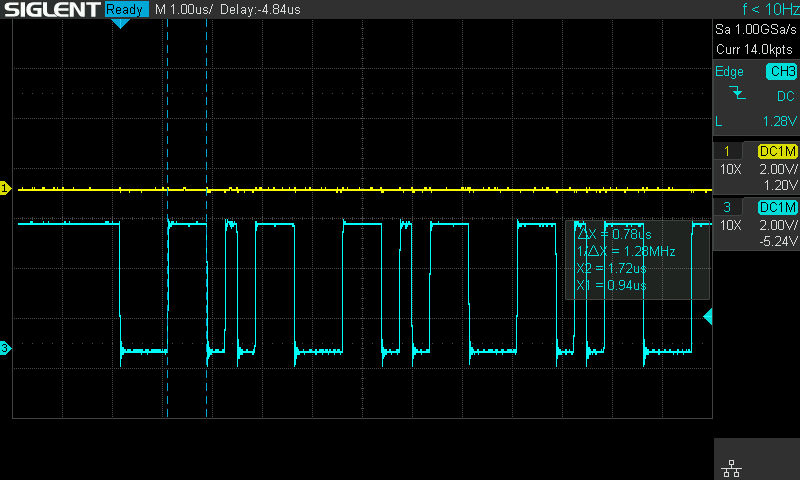 SIGLENT Ready M 1.00us/ Delay:-4.84us f < 10Hz
Sa 1.00GSa/s
Curr 14.0kpts
Edge CH3
DC
L 1.28V
1 DC1M
10X 2.00V/
1.20V
3 DC1M
10X 2.00V/
-5.24V
1
3
△X = 0.78us
1/△X = 1.28MHz
X2 = 1.72us
X1 = 0.94us